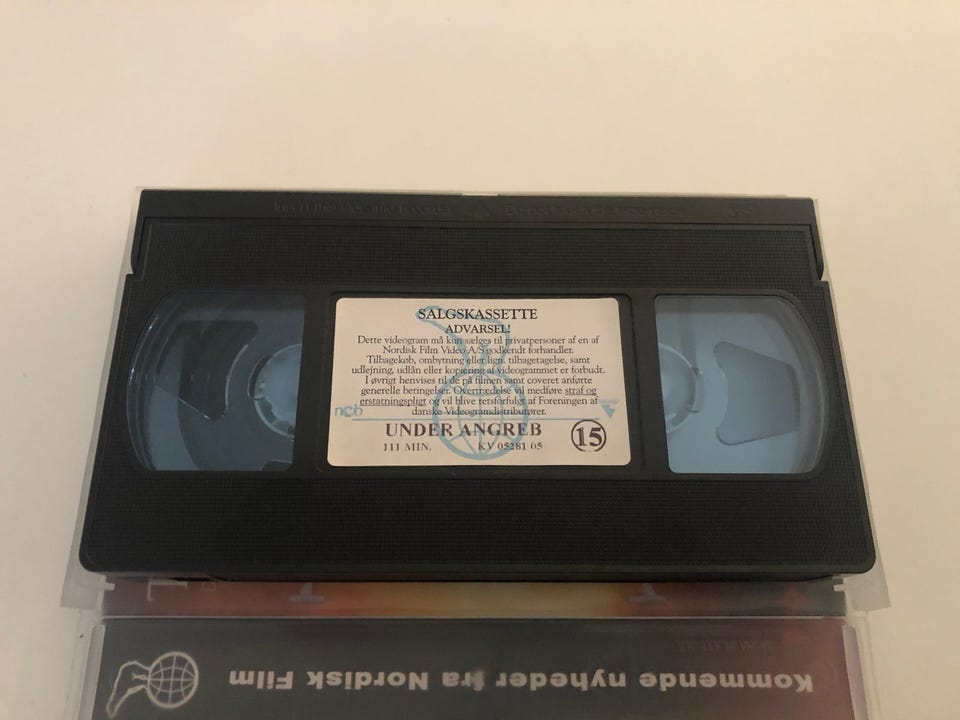 SALGSKASSETTE
ADVARSEL!
Dette videogram må kun sælges til privatpersoner af en af
Nordisk Film Video A/S godkendt forhandler.
Tilbagekøb, ombytning eller lign. tilbagetagelse, samt
udlejning, udlån eller kopiering af videogrammet er forbudt.
I øvrigt henvises til de på filmen samt coveret anførte
generelle betingelser. Overtrædelse vil medføre straf og
erstatningspligt og vil blive retsforfulgt af Foreningen af
ncb danske Videogramdistributører.
UNDER ANGREB 15
111 MIN. KV 05281 05
Kommende nyheder fra Nordisk Film